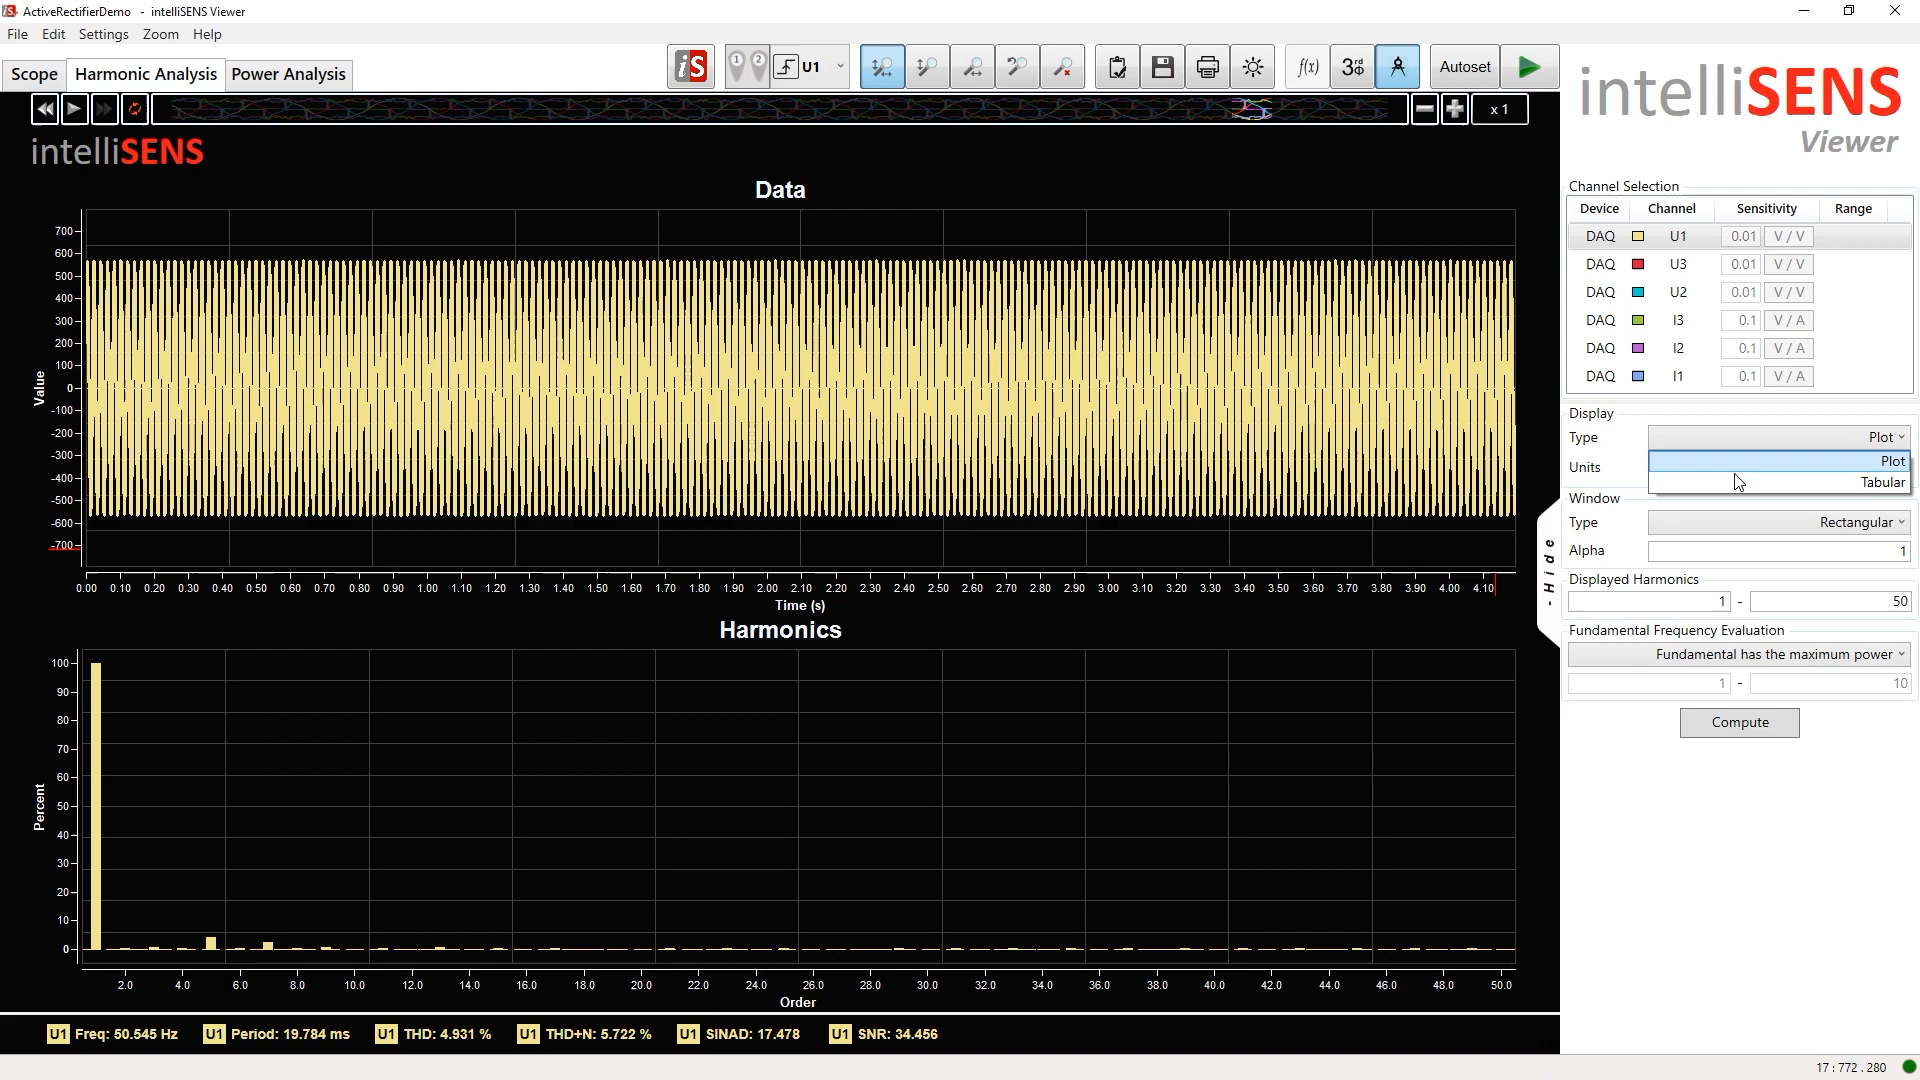 ActiveRectifierDemo - intelliSENS Viewer
File Edit Settings Zoom Help
Scope Harmonic Analysis Power Analysis
iS 1 2 U1 f(x) 3rd Φ Autoset
x 1
intelliSENS
Viewer
intelliSENS
Data
Value
700
600
500
400
300
200
100
0
-100
-200
-300
-400
-500
-600
-700
0.00 0.10 0.20 0.30 0.40 0.50 0.60 0.70 0.80 0.90 1.00 1.10 1.20 1.30 1.40 1.50 1.60 1.70 1.80 1.90 2.00 2.10 2.20 2.30 2.40 2.50 2.60 2.70 2.80 2.90 3.00 3.10 3.20 3.30 3.40 3.50 3.60 3.70 3.80 3.90 4.00 4.10
Time (s)
Harmonics
Percent
100
90
80
70
60
50
40
30
20
10
0
2.0 4.0 6.0 8.0 10.0 12.0 14.0 16.0 18.0 20.0 22.0 24.0 26.0 28.0 30.0 32.0 34.0 36.0 38.0 40.0 42.0 44.0 46.0 48.0 50.0
Order
U1 Freq: 50.545 Hz U1 Period: 19.784 ms U1 THD: 4.931 % U1 THD+N: 5.722 % U1 SINAD: 17.478 U1 SNR: 34.456
- Hide
Channel Selection
Device Channel Sensitivity Range
DAQ U1 0.01 V / V
DAQ U3 0.01 V / V
DAQ U2 0.01 V / V
DAQ I3 0.1 V / A
DAQ I2 0.1 V / A
DAQ I1 0.1 V / A
Display
Type Plot
Plot
Units
Tabular
Window
Type Rectangular
Alpha 1
Displayed Harmonics
1 - 50
Fundamental Frequency Evaluation
Fundamental has the maximum power
1 - 10
Compute
17 : 772 . 280